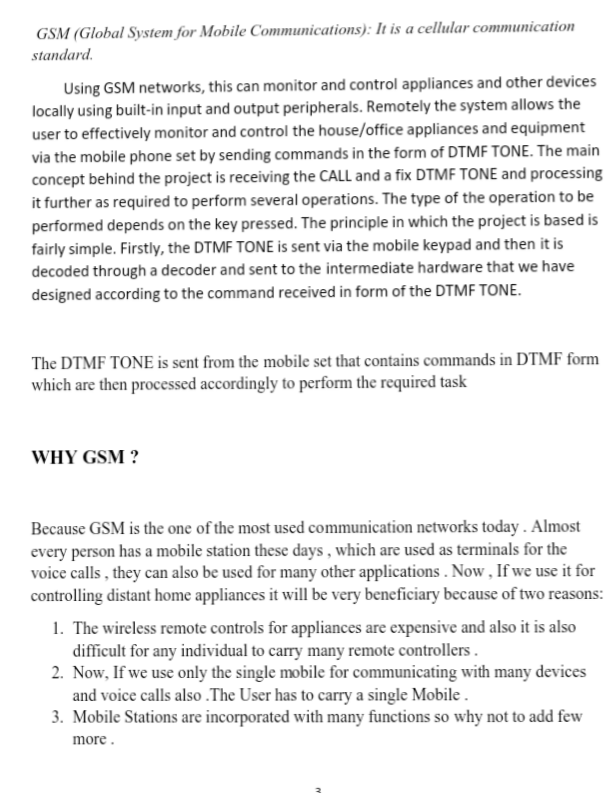 GSM (Global System for Mobile Communications): It is a cellular communication
standard.
Using GSM networks, this can monitor and control appliances and other devices
locally using built-in input and output peripherals. Remotely the system allows the
user to effectively monitor and control the house/office appliances and equipment
via the mobile phone set by sending commands in the form of DTMF TONE. The main
concept behind the project is receiving the CALL and a fix DTMF TONE and processing
it further as required to perform several operations. The type of the operation to be
performed depends on the key pressed. The principle in which the project is based is
fairly simple. Firstly, the DTMF TONE is sent via the mobile keypad and then it is
decoded through a decoder and sent to the intermediate hardware that we have
designed according to the command received in form of the DTMF TONE.
The DTMF TONE is sent from the mobile set that contains commands in DTMF form
which are then processed accordingly to perform the required task
WHY GSM ?
Because GSM is the one of the most used communication networks today . Almost
every person has a mobile station these days , which are used as terminals for the
voice calls , they can also be used for many other applications . Now , If we use it for
controlling distant home appliances it will be very beneficiary because of two reasons:
1. The wireless remote controls for appliances are expensive and also it is also
difficult for any individual to carry many remote controllers .
2. Now, If we use only the single mobile for communicating with many devices
and voice calls also .The User has to carry a single Mobile .
3. Mobile Stations are incorporated with many functions so why not to add few
more .
3